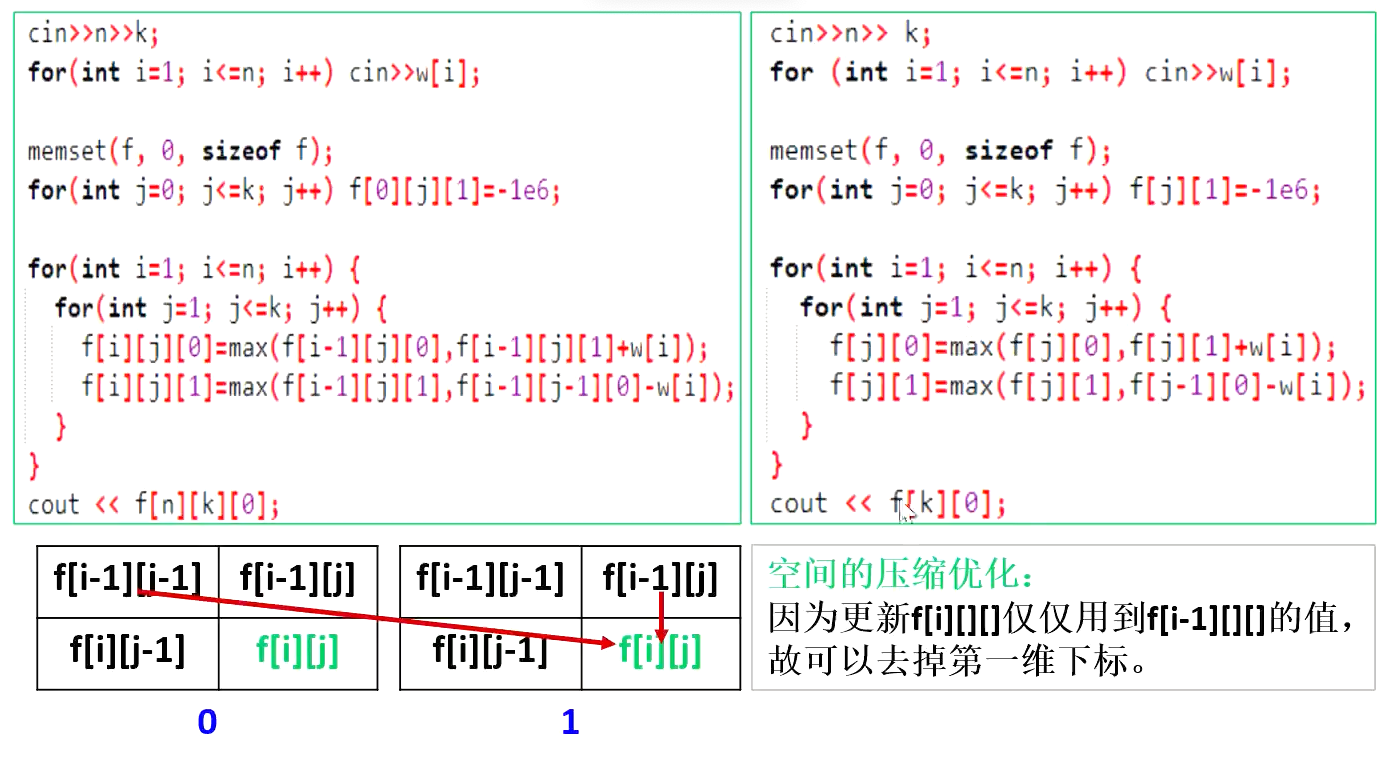 cin>>n>>k;
for(int i=1; i<=n; i++) cin>>w[i];
memset(f, 0, sizeof f);
for(int j=0; j<=k; j++) f[0][j][1]=-1e6;
for(int i=1; i<=n; i++) {
for(int j=1; j<=k; j++) {
f[i][j][0]=max(f[i-1][j][0],f[i-1][j][1]+w[i]);
f[i][j][1]=max(f[i-1][j][1],f[i-1][j-1][0]-w[i]);
}
}
cout << f[n][k][0];
cin>>n>> k;
for (int i=1; i<=n; i++) cin>>w[i];
memset(f, 0, sizeof f);
for(int j=0; j<=k; j++) f[j][1]=-1e6;
for(int i=1; i<=n; i++) {
for(int j=1; j<=k; j++) {
f[j][0]=max(f[j][0],f[j][1]+w[i]);
f[j][1]=max(f[j][1],f[j-1][0]-w[i]);
}
}
cout << f[k][0];
f[i-1][j-1] f[i-1][j]
f[i][j-1] f[i][j]
0
f[i-1][j-1] f[i-1][j]
f[i][j-1] f[i][j]
1
空间的压缩优化：
因为更新f[i][][]仅仅用到f[i-1][][]的值，
故可以去掉第一维下标。